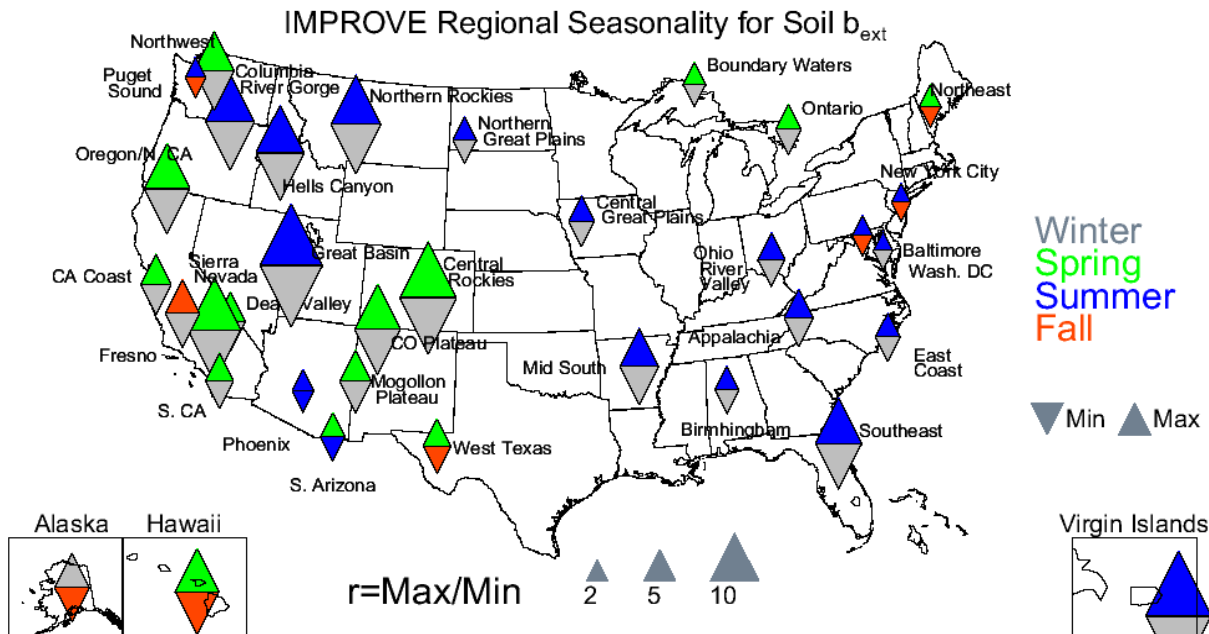 IMPROVE Regional Seasonality for Soil bext
Northwest
Puget
Sound
Columbia
River Gorge
Northern Rockies
Northern
Great Plains
Boundary Waters
Ontario
Northeast
Oregon/N. CA
Hells Canyon
New York City
Central
Great Plains
CA Coast
Sierra
Nevada
Great Basin
Central
Rockies
Ohio
River
Valley
Baltimore
Wash. DC
Winter
Spring
Summer
Fall
Death Valley
Fresno
CO Plateau
Appalachia
Mid South
East
Coast
S. CA
Mogollon
Plateau
Min
Max
Phoenix
West Texas
Birmhingbam
Southeast
S. Arizona
Alaska
Hawaii
Virgin Islands
r=Max/Min
2
5
10